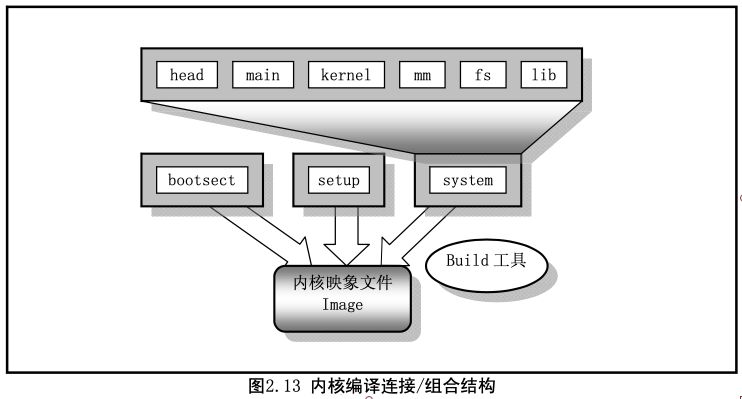 head main kernel mm fs lib
bootsect setup system
Build 工具
内核映象文件
Image
图2.13 内核编译连接/组合结构